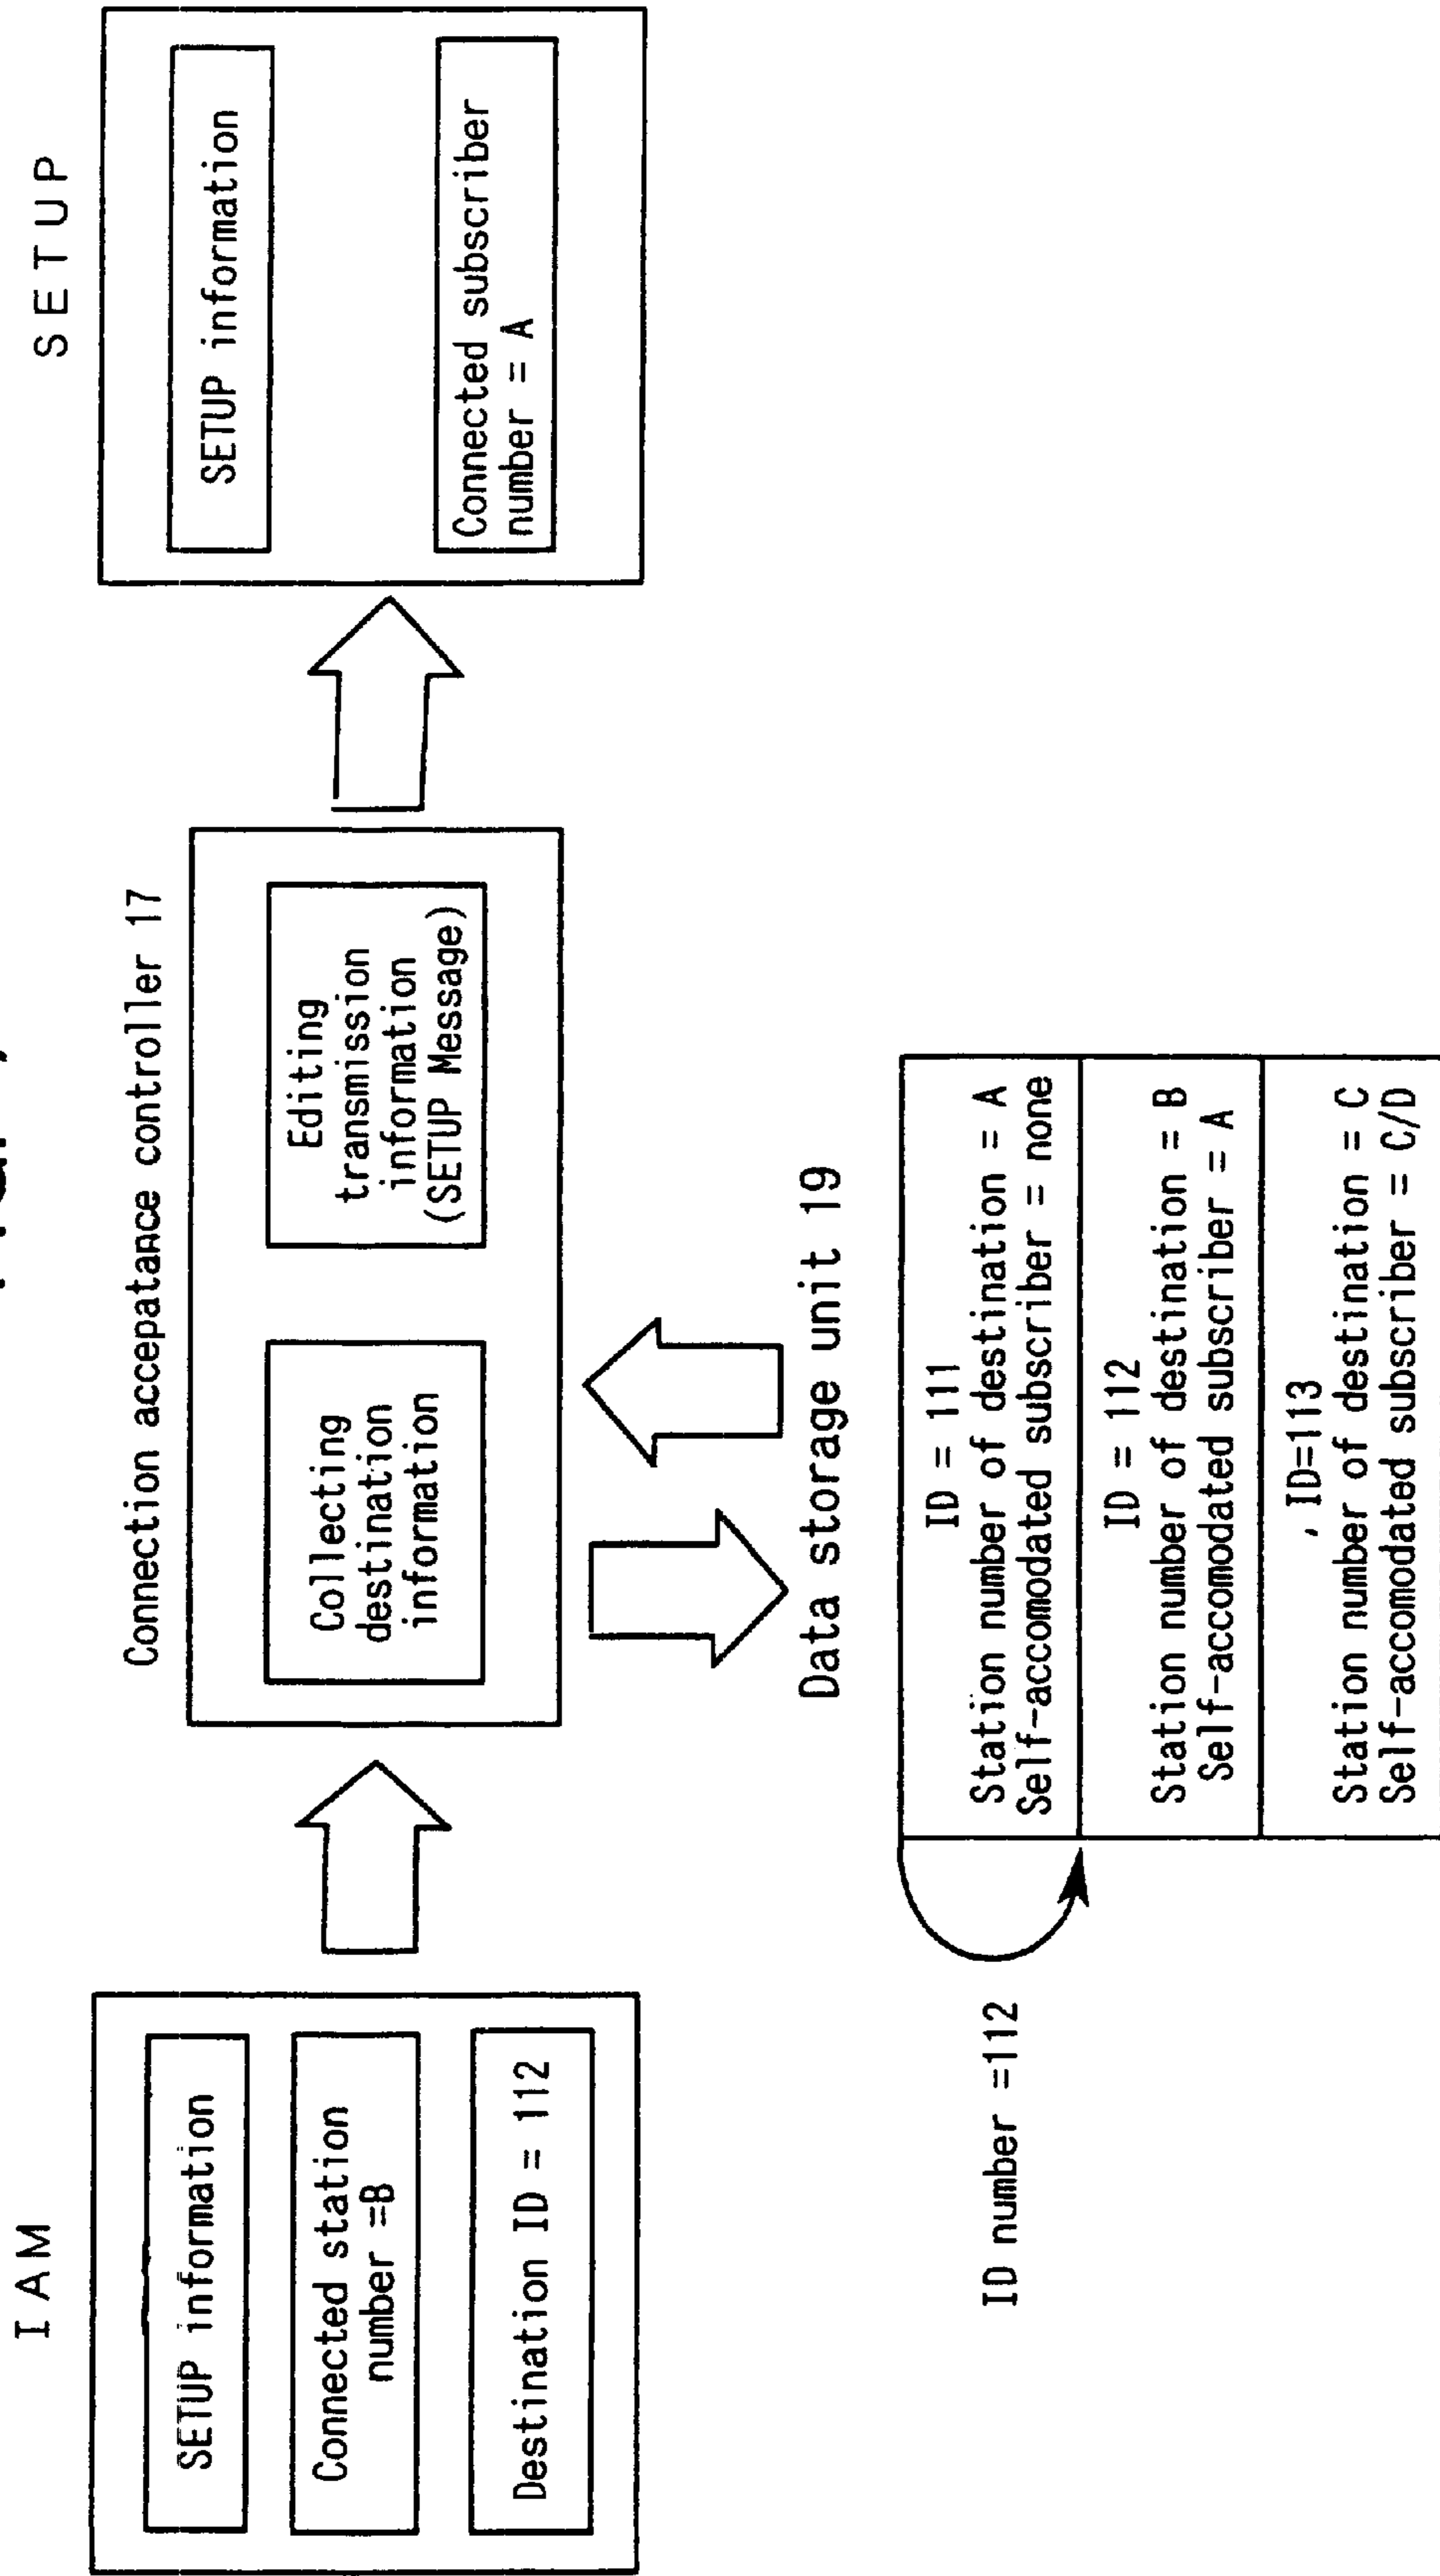 I A M
SETUP information
Connected station
number =B
Destination ID = 112
Connection accepatance controller 17
Collecting
destination
information
Editing
transmission
information
(SETUP Message)
S E T U P
SETUP information
Connected subscriber
number = A
Data storage unit 19
ID number =112
ID = 111
Station number of destination = A
Self-accomodated subscriber = none
ID = 112
Station number of destination = B
Self-accomodated subscriber = A
, ID=113
Station number of destination = C
Self-accomodated subscriber = C/D